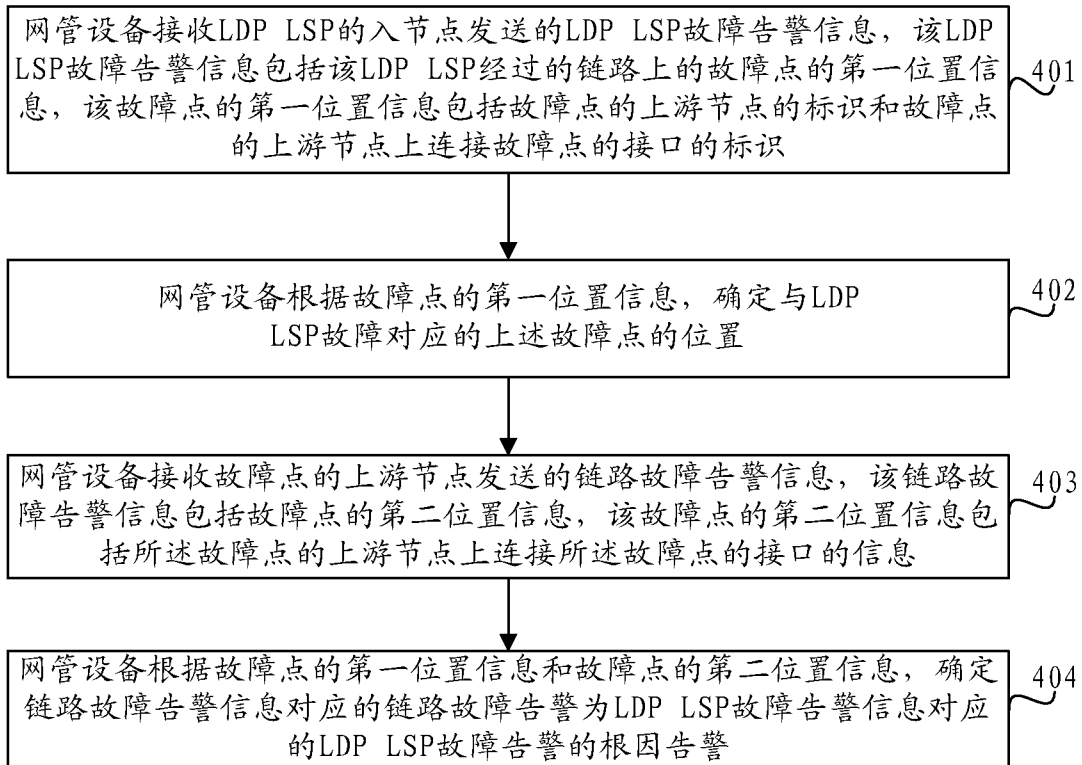 网管设备接收LDP LSP的入节点发送的LDP LSP故障告警信息，该LDP
LSP故障告警信息包括该LDP LSP经过的链路上的故障点的第一位置信
息，该故障点的第一位置信息包括故障点的上游节点的标识和故障点
的上游节点上连接故障点的接口的标识
401
网管设备根据故障点的第一位置信息，确定与LDP
LSP故障对应的上述故障点的位置
402
网管设备接收故障点的上游节点发送的链路故障告警信息，该链路故
障告警信息包括故障点的第二位置信息，该故障点的第二位置信息包
括所述故障点的上游节点上连接所述故障点的接口的信息
403
网管设备根据故障点的第一位置信息和故障点的第二位置信息，确定
链路故障告警信息对应的链路故障告警为LDP LSP故障告警信息对应
的LDP LSP故障告警的根因告警
404